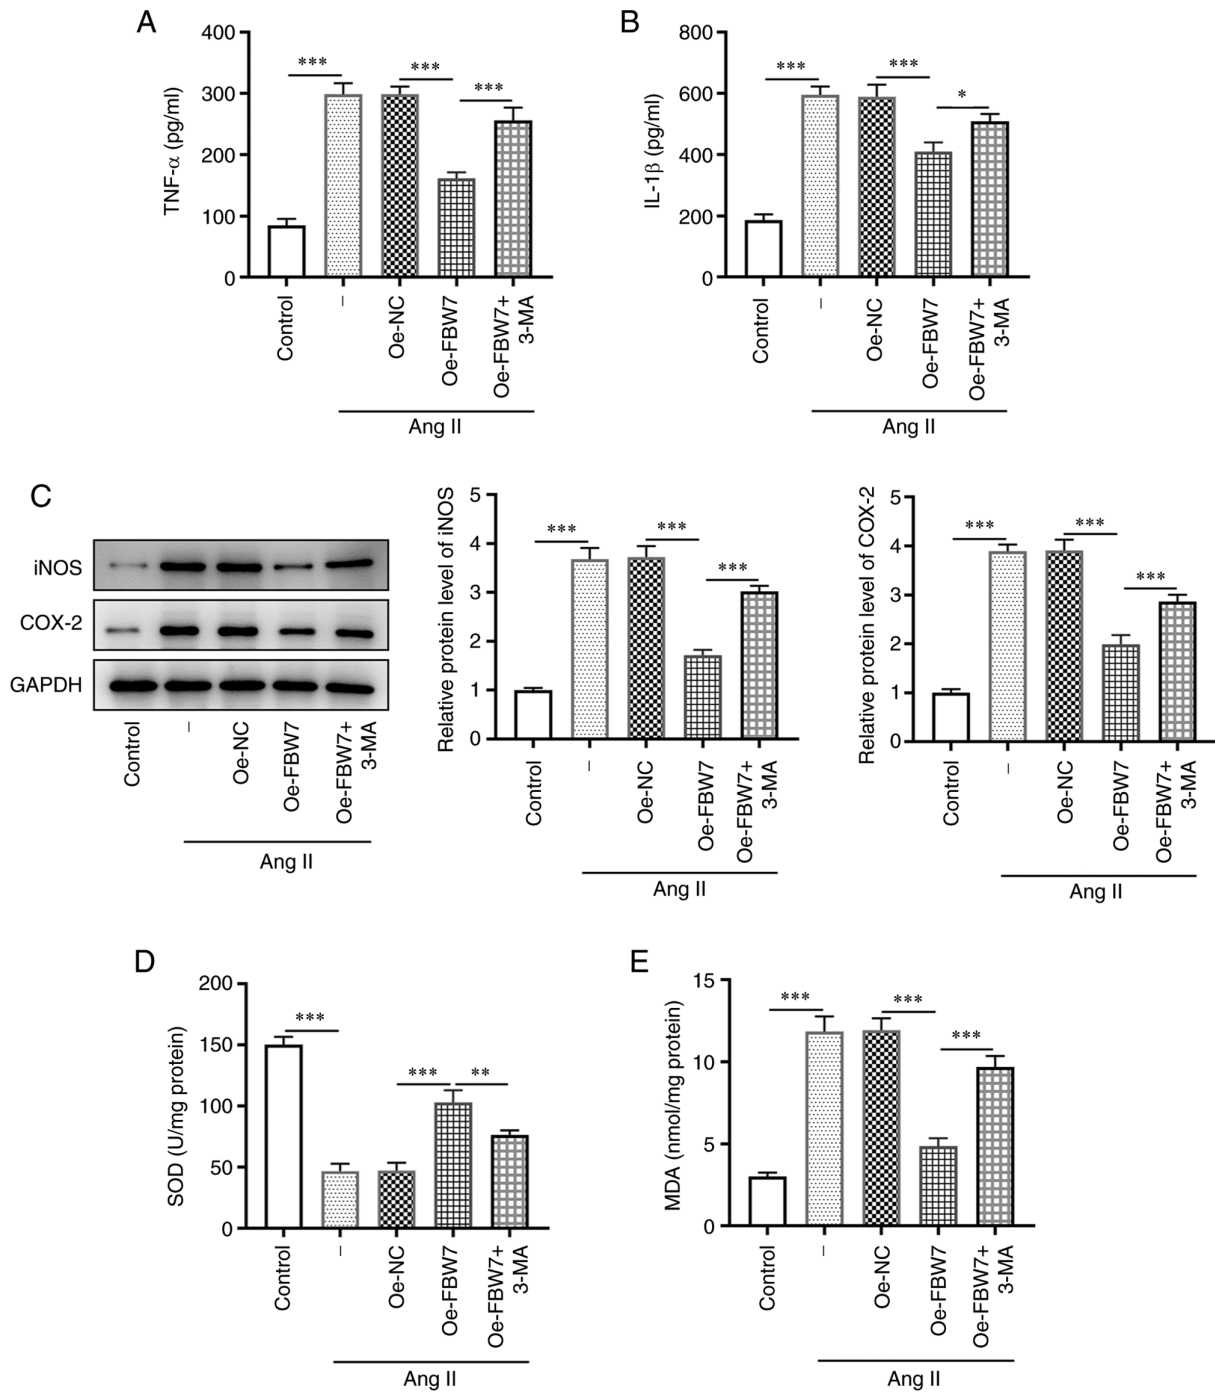 A
TNF-α (pg/ml)
400
300
200
100
0
***
***
***
Control
–
Oe-NC
Oe-FBW7
Oe-FBW7+
3-MA
Ang II
B
IL-1β (pg/ml)
800
600
400
200
0
***
***
*
Control
–
Oe-NC
Oe-FBW7
Oe-FBW7+
3-MA
Ang II
C
iNOS
COX-2
GAPDH
Control
–
Oe-NC
Oe-FBW7
Oe-FBW7+
3-MA
Ang II
Relative protein level of iNOS
5
4
3
2
1
0
***
***
***
Control
–
Oe-NC
Oe-FBW7
Oe-FBW7+
3-MA
Ang II
Relative protein level of COX-2
5
4
3
2
1
0
***
***
***
Control
–
Oe-NC
Oe-FBW7
Oe-FBW7+
3-MA
Ang II
D
SOD (U/mg protein)
200
150
100
50
0
***
***
**
Control
–
Oe-NC
Oe-FBW7
Oe-FBW7+
3-MA
Ang II
E
MDA (nmol/mg protein)
15
10
5
0
***
***
***
Control
–
Oe-NC
Oe-FBW7
Oe-FBW7+
3-MA
Ang II